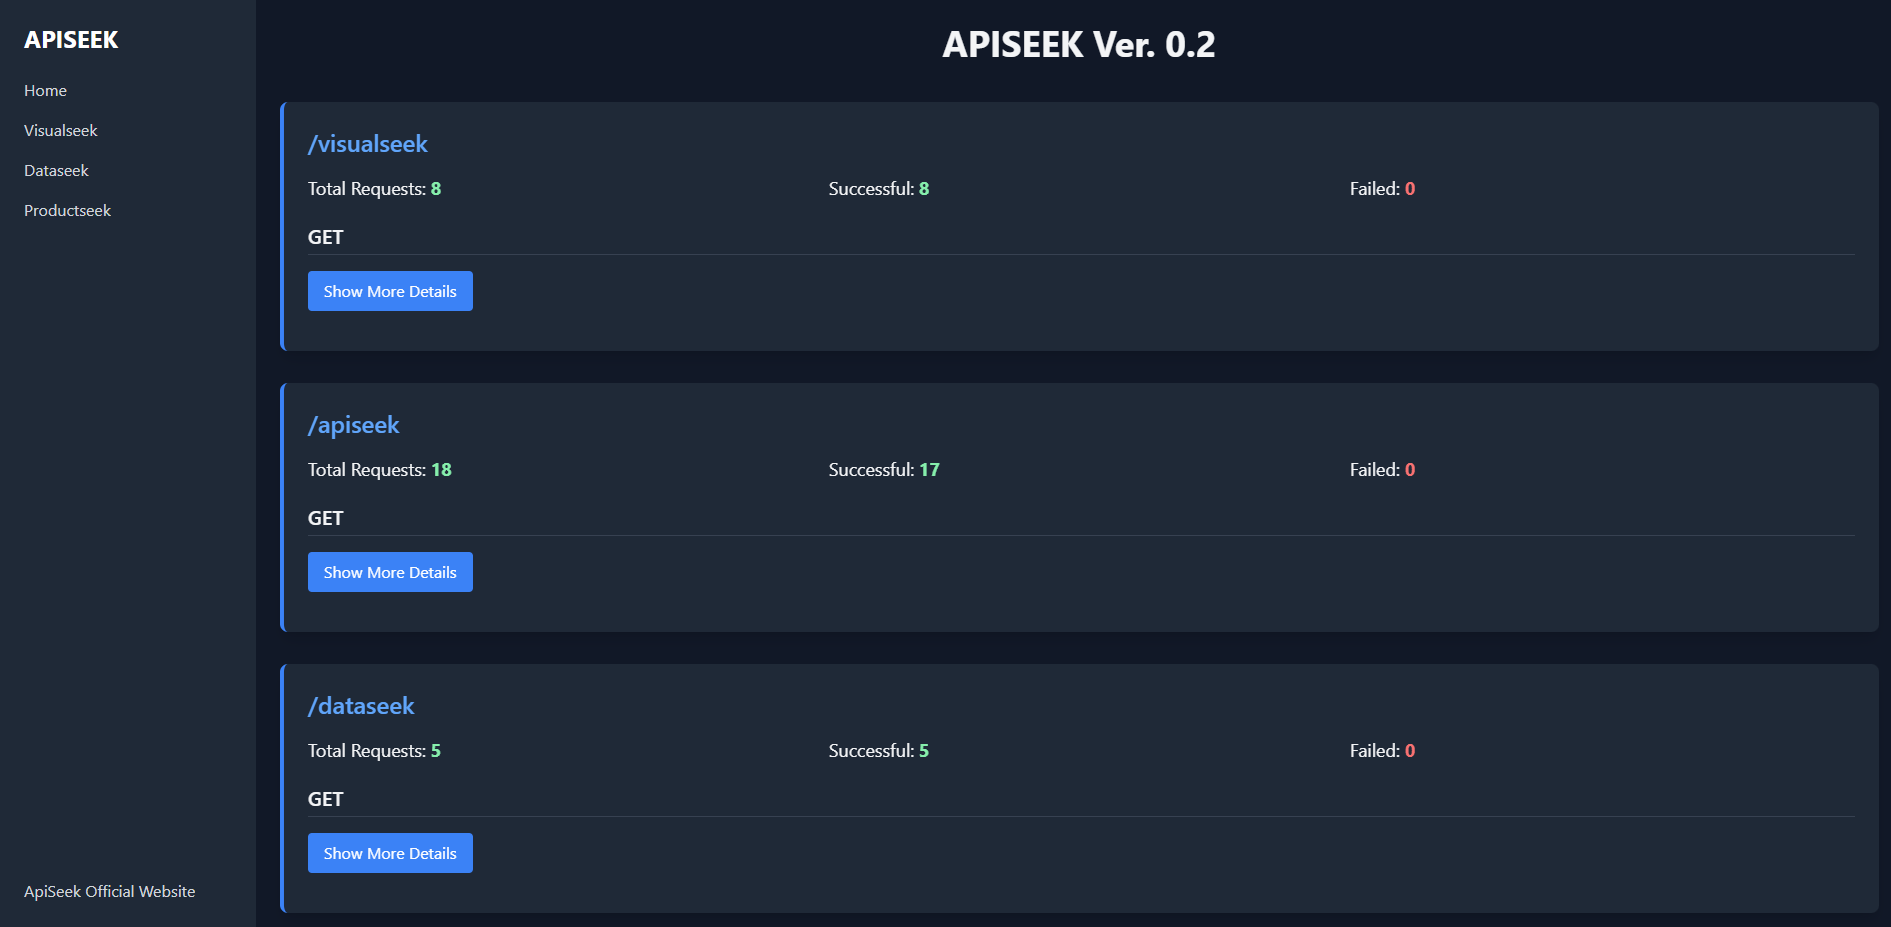 APISEEK
Home
Visualseek
Dataseek
Productseek
ApiSeek Official Website
APISEEK Ver. 0.2
/visualseek
Total Requests: 8 Successful: 8 Failed: 0
GET
Show More Details
/apiseek
Total Requests: 18 Successful: 17 Failed: 0
GET
Show More Details
/dataseek
Total Requests: 5 Successful: 5 Failed: 0
GET
Show More Details